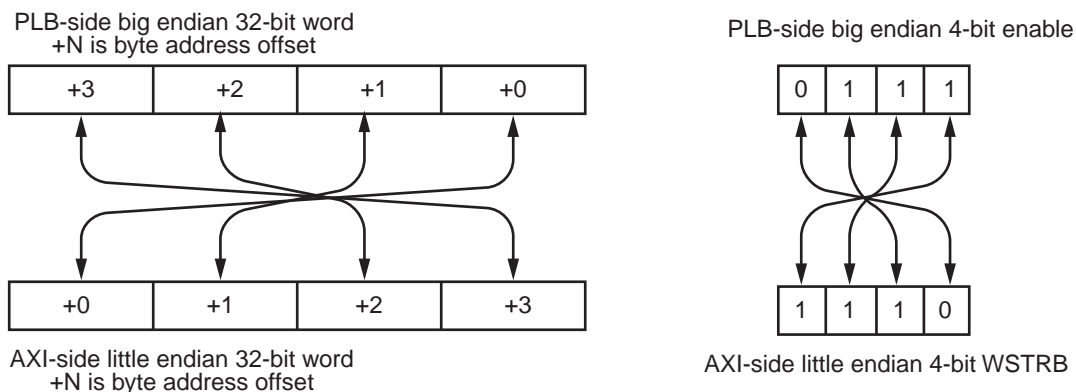 PLB-side big endian 32-bit word
+N is byte address offset
+3 +2 +1 +0
+0 +1 +2 +3
AXI-side little endian 32-bit word
+N is byte address offset
PLB-side big endian 4-bit enable
0 1 1 1
1 1 1 0
AXI-side little endian 4-bit WSTRB